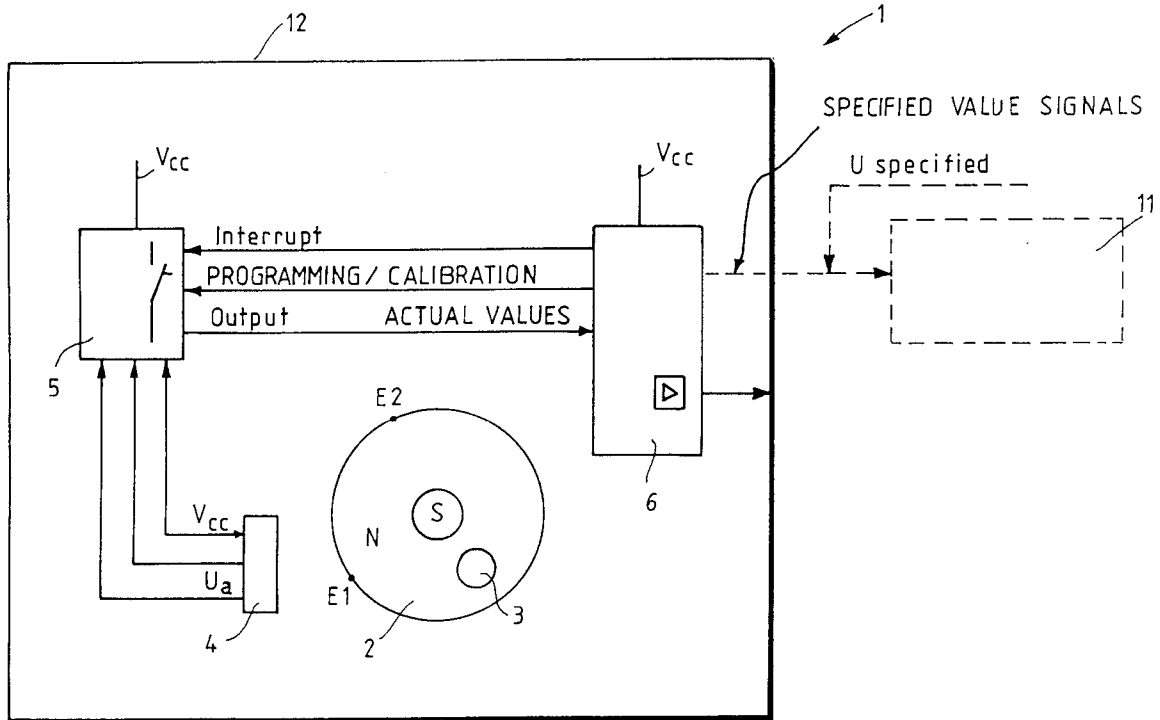 12
1
SPECIFIED VALUE SIGNALS
Vcc
Vcc
U specified
11
Interrupt
PROGRAMMING / CALIBRATION
Output ACTUAL VALUES
5
E2
6
S
Vcc
N
Ua
E1
3
4
2